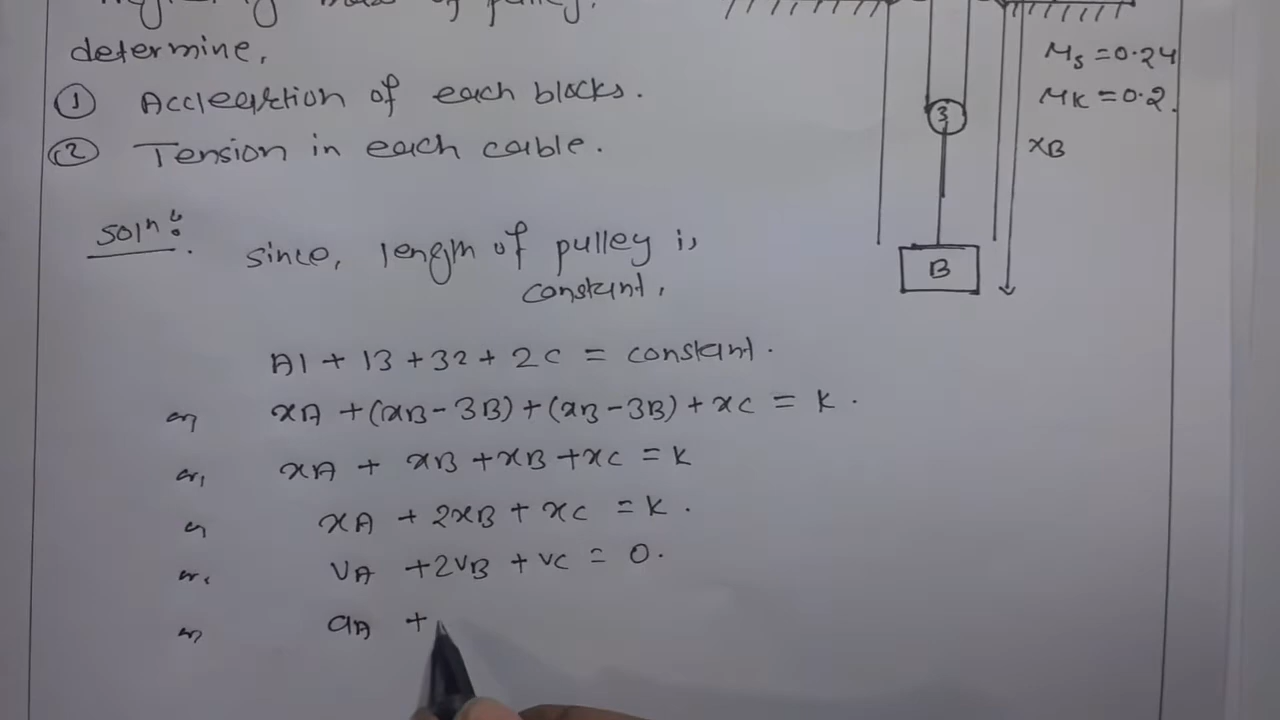 determine,
① Accleartion of each blocks.
② Tension in each cable.
soln:
since, length of pulley is
constant.
A1 + 13 + 32 + 2C = constant.
or, xA + (xB - 3B) + (xB - 3B) + xC = K.
or, xA + xB + xB + xC = K
or, xA + 2xB + xC = K.
or, vA + 2vB + vC = 0.
or, aA +
3
B
Ms = 0.24
MK = 0.2.
xB